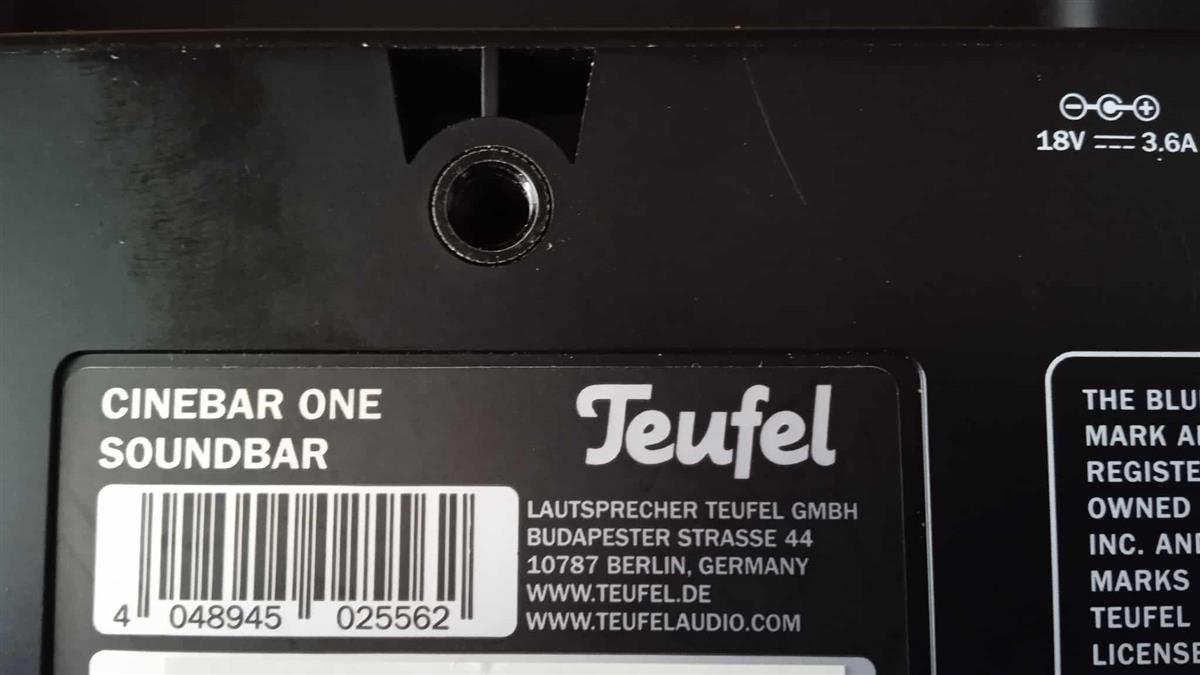 18V ⎓ 3.6A
CINEBAR ONE
SOUNDBAR
Teufel
LAUTSPRECHER TEUFEL GMBH
BUDAPESTER STRASSE 44
10787 BERLIN, GERMANY
WWW.TEUFEL.DE
WWW.TEUFELAUDIO.COM
4 048945 025562
THE BLU
MARK A
REGISTE
OWNED
INC. AN
MARKS
TEUFEL
LICENSE